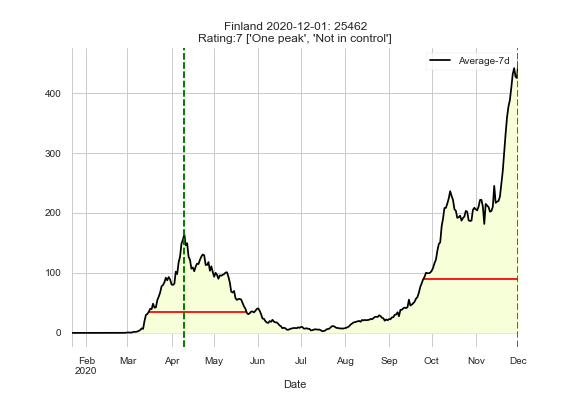 Finland 2020-12-01: 25462
Rating:7 ['One peak', 'Not in control']
Average-7d
400
300
200
100
0
Feb Mar Apr May Jun Jul Aug Sep Oct Nov Dec
2020
Date